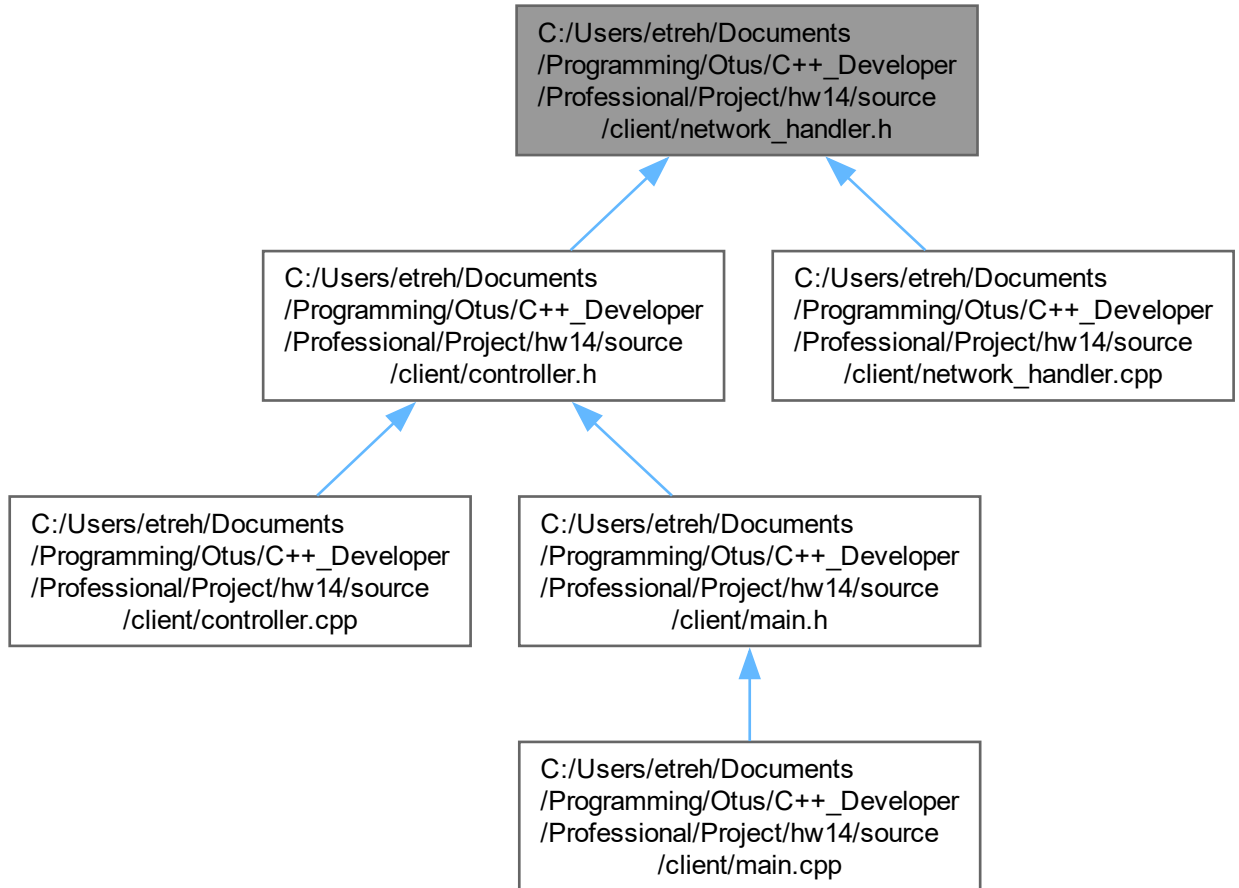 C:/Users/etreh/Documents
/Programming/Otus/C++_Developer
/Professional/Project/hw14/source
/client/network_handler.h
C:/Users/etreh/Documents
/Programming/Otus/C++_Developer
/Professional/Project/hw14/source
/client/controller.h
C:/Users/etreh/Documents
/Programming/Otus/C++_Developer
/Professional/Project/hw14/source
/client/network_handler.cpp
C:/Users/etreh/Documents
/Programming/Otus/C++_Developer
/Professional/Project/hw14/source
/client/controller.cpp
C:/Users/etreh/Documents
/Programming/Otus/C++_Developer
/Professional/Project/hw14/source
/client/main.h
C:/Users/etreh/Documents
/Programming/Otus/C++_Developer
/Professional/Project/hw14/source
/client/main.cpp